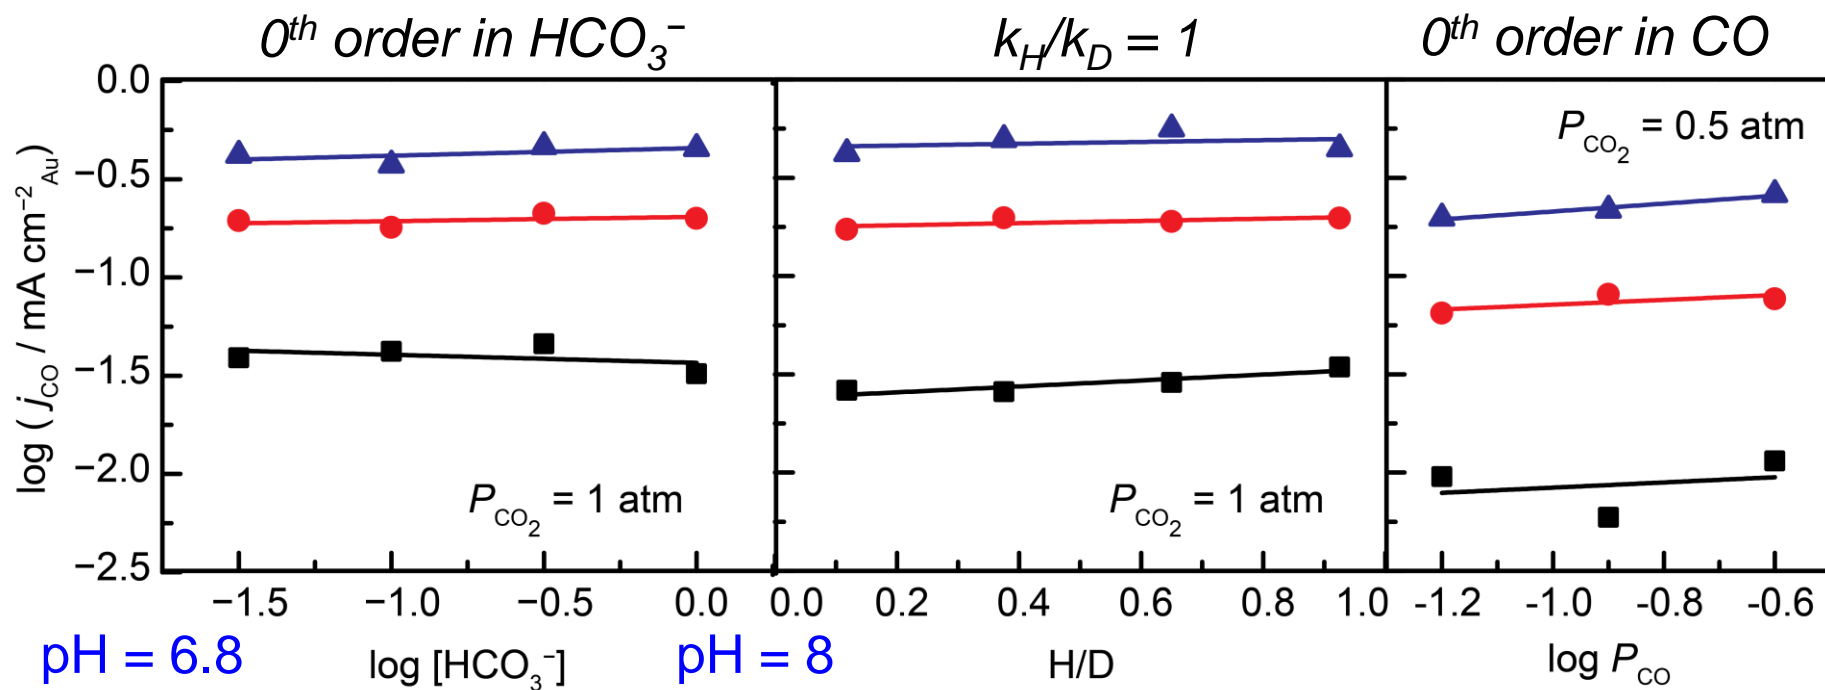 0th order in HCO3−
kH/kD = 1
0th order in CO
log ( jCO / mA cm−2Au)
0.0
−0.5
−1.0
−1.5
−2.0
−2.5
PCO2 = 1 atm
PCO2 = 1 atm
PCO2 = 0.5 atm
−1.5 −1.0 −0.5 0.0
0.0 0.2 0.4 0.6 0.8 1.0
-1.2 -1.0 -0.8 -0.6
pH = 6.8
log [HCO3−]
pH = 8
H/D
log PCO